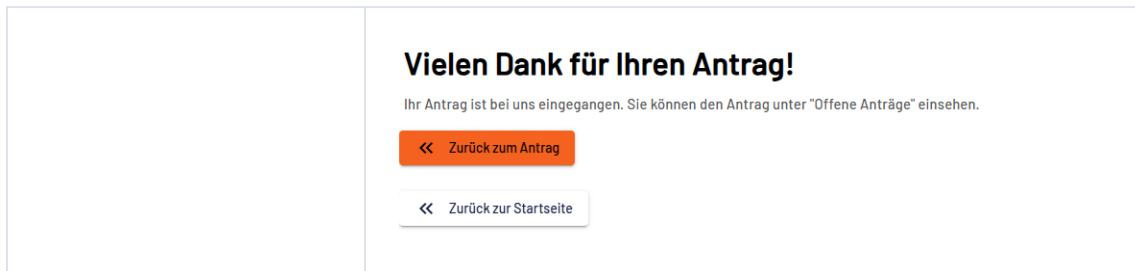 Vielen Dank für Ihren Antrag!
Ihr Antrag ist bei uns eingegangen. Sie können den Antrag unter "Offene Anträge" einsehen.
Zurück zum Antrag
Zurück zur Startseite